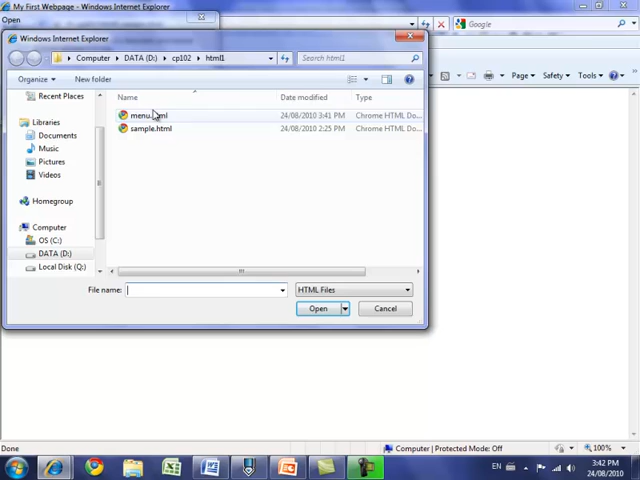 My First Webpage - Windows Internet Explorer
Open
Google
Windows Internet Explorer
Computer DATA (D:) cp102 html1
Search html1
Organize New folder
Page Safety Tools
Name Date modified Type
Recent Places
menu.html 24/08/2010 3:41 PM Chrome HTML Do...
sample.html 24/08/2010 2:25 PM Chrome HTML Do...
Libraries
Documents
Music
Pictures
Videos
Homegroup
Computer
OS (C:)
DATA (D:)
Local Disk (Q:)
File name: HTML Files
Open Cancel
Done Computer | Protected Mode: Off 100%
EN 3:42 PM
24/08/2010